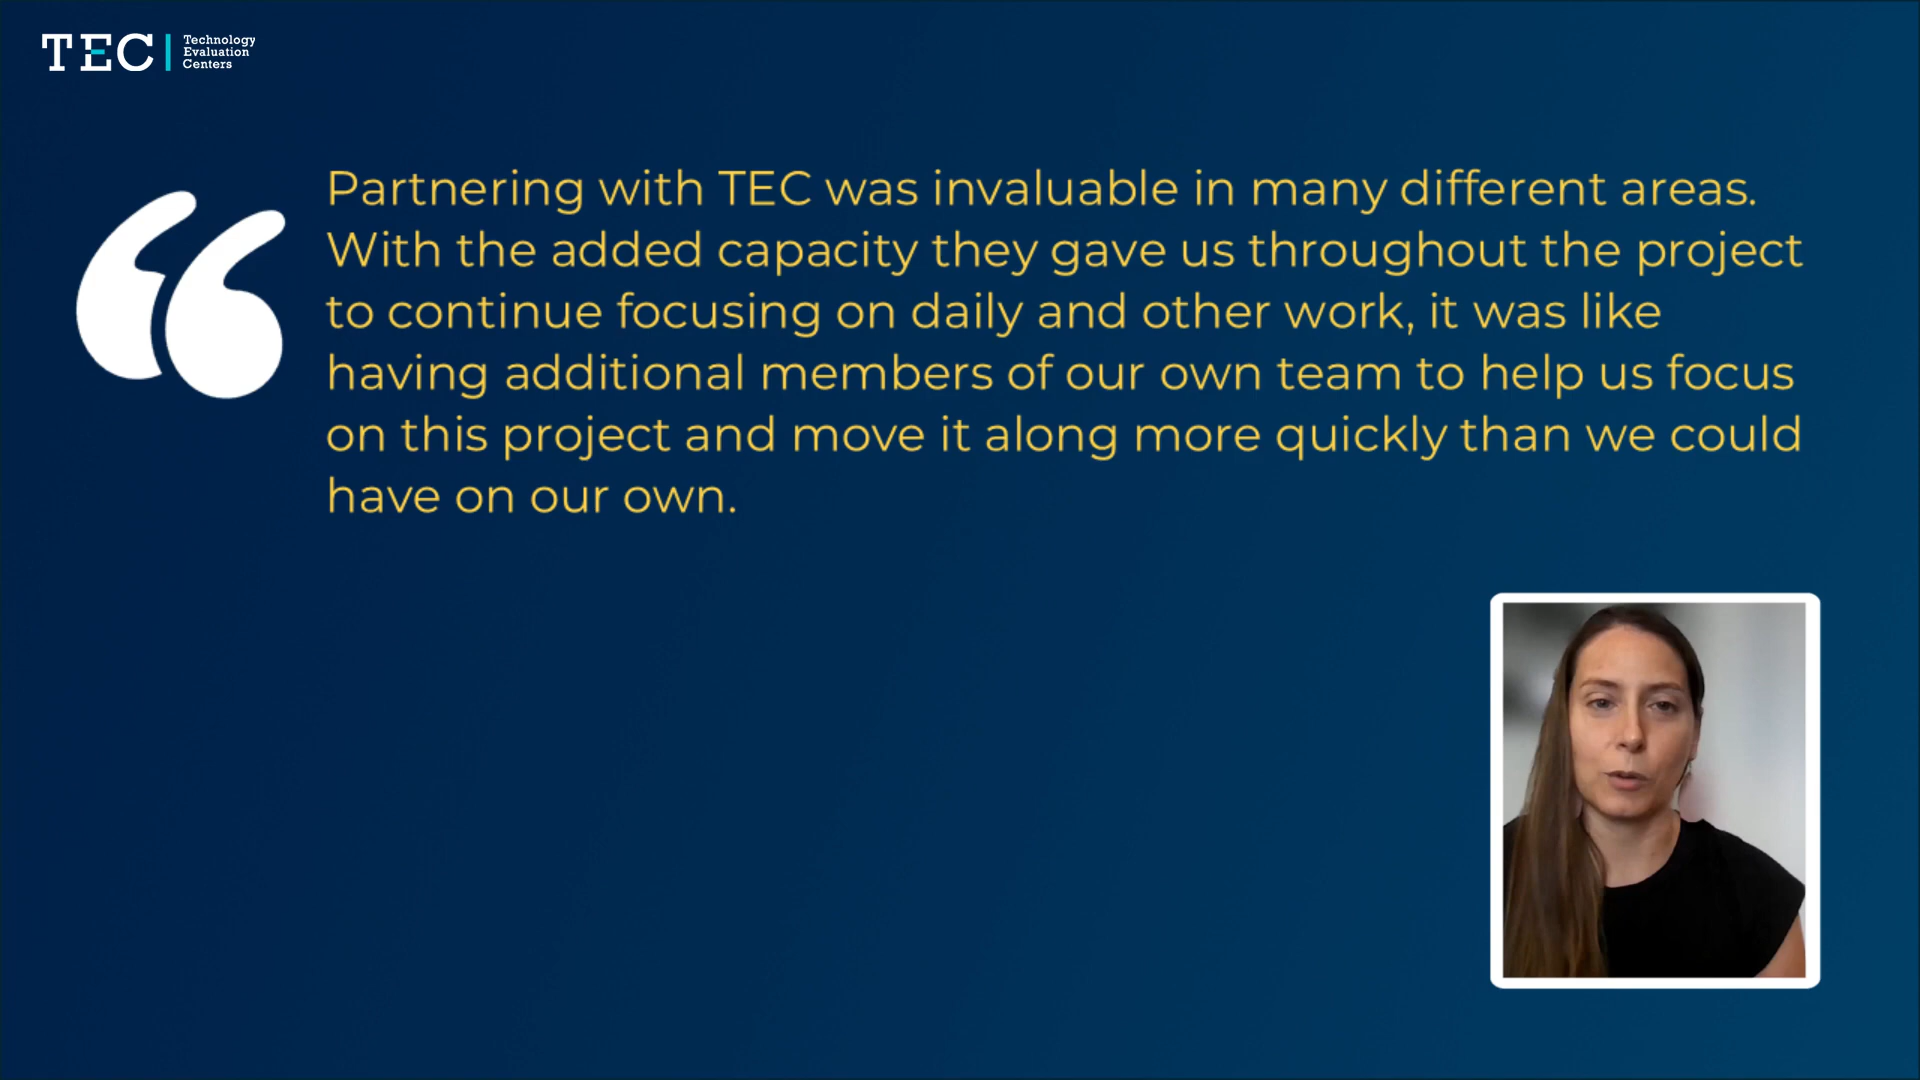 TEC
Technology
Evaluation
Centers
Partnering with TEC was invaluable in many different areas.
With the added capacity they gave us throughout the project
to continue focusing on daily and other work, it was like
having additional members of our own team to help us focus
on this project and move it along more quickly than we could
have on our own.